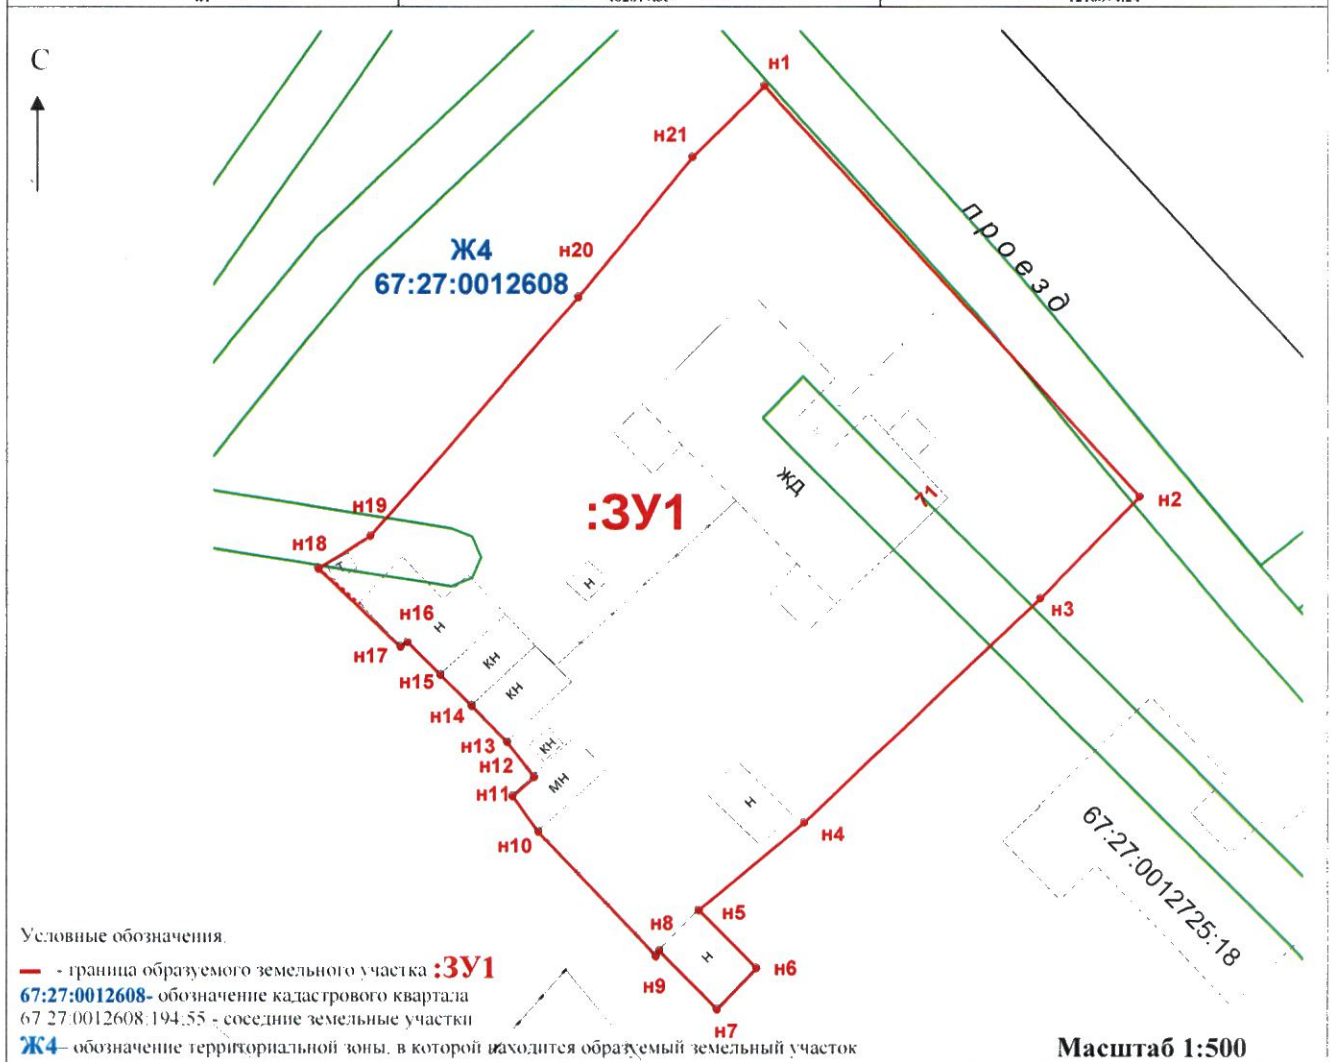 С
н1
н21
н20
Ж4
67:27:0012608
проезд
н19
н18
:ЗУ1
ЖД
71
н2
н3
н
н16
н
н17
кн
н15
кн
н14
н13
кн
н12
мн
н11
н10
н
н4
67:27:0012725:18
н5
н8
н
н6
н9
н7
Условные обозначения.
- граница образуемого земельного участка :ЗУ1
67:27:0012608- обозначение кадастрового квартала
67 27:0012608:194.55 - соседние земельные участки
Ж4– обозначение территориальной зоны, в которой находится образуемый земельный участок
Масштаб 1:500